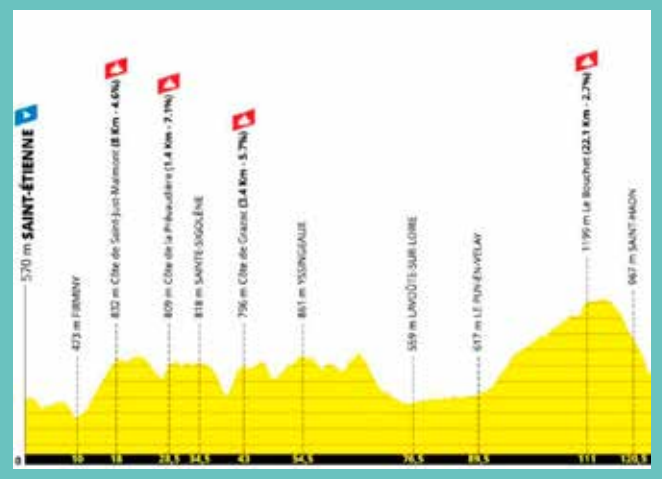 570 m SAINT-ÉTIENNE
473 m FIRMINY
832 m Côte de Saint-Just-Malmont (8 Km - 4.6%)
809 m Côte de la Prévaudière (1.4 Km - 7.1%)
818 m SAINTE-SIGOLÈNE
796 m Côte de Grazac (3.4 Km - 5.7%)
861 m YSSINGEAUX
559 m LAVOÛTE-SUR-LOIRE
617 m LE PUY-EN-VELAY
1199 m Le Bouchet (22.1 Km - 2.7%)
967 m SAINT-HAON
0 10 18 28,5 34,5 43 54,5 76,5 89,5 111 120,5